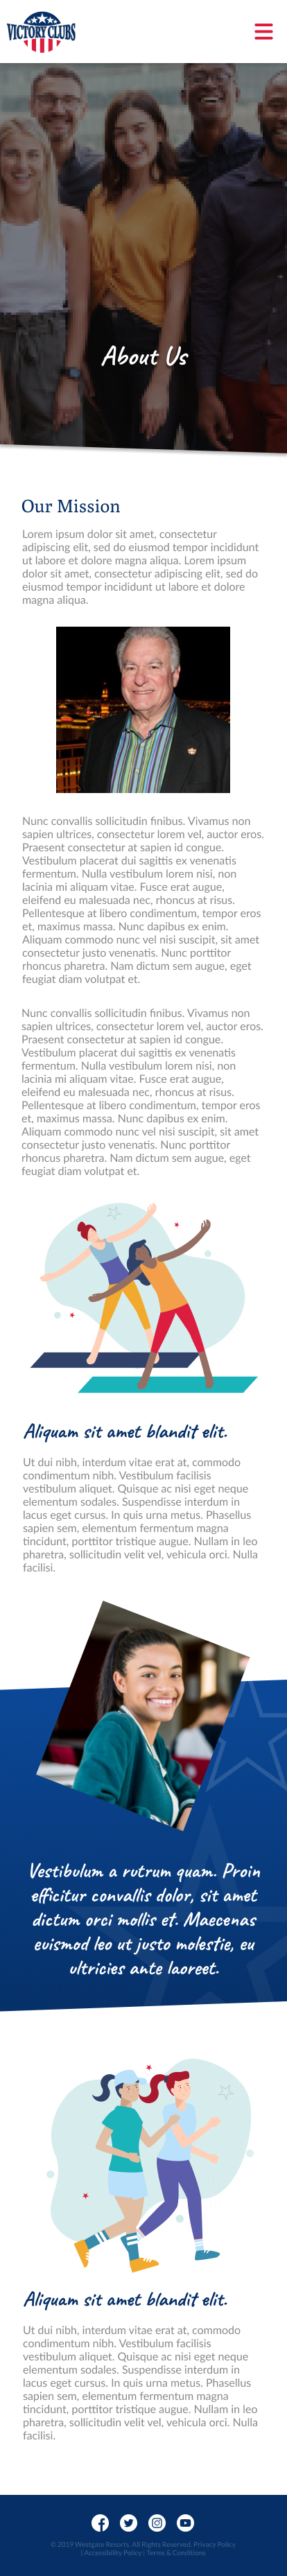 VICTORY CLUBS
About Us
Our Mission
Lorem ipsum dolor sit amet, consectetur
adipiscing elit, sed do eiusmod tempor incididunt
ut labore et dolore magna aliqua. Lorem ipsum
dolor sit amet, consectetur adipiscing elit, sed do
eiusmod tempor incididunt ut labore et dolore
magna aliqua.
Nunc convallis sollicitudin finibus. Vivamus non
sapien ultrices, consectetur lorem vel, auctor eros.
Praesent consectetur at sapien id congue.
Vestibulum placerat dui sagittis ex venenatis
fermentum. Nulla vestibulum lorem nisi, non
lacinia mi aliquam vitae. Fusce erat augue,
eleifend eu malesuada nec, rhoncus at risus.
Pellentesque at libero condimentum, tempor eros
et, maximus massa. Nunc dapibus ex enim.
Aliquam commodo nunc vel nisi suscipit, sit amet
consectetur justo venenatis. Nunc porttitor
rhoncus pharetra. Nam dictum sem augue, eget
feugiat diam volutpat et.
Nunc convallis sollicitudin finibus. Vivamus non
sapien ultrices, consectetur lorem vel, auctor eros.
Praesent consectetur at sapien id congue.
Vestibulum placerat dui sagittis ex venenatis
fermentum. Nulla vestibulum lorem nisi, non
lacinia mi aliquam vitae. Fusce erat augue,
eleifend eu malesuada nec, rhoncus at risus.
Pellentesque at libero condimentum, tempor eros
et, maximus massa. Nunc dapibus ex enim.
Aliquam commodo nunc vel nisi suscipit, sit amet
consectetur justo venenatis. Nunc porttitor
rhoncus pharetra. Nam dictum sem augue, eget
feugiat diam volutpat et.
Aliquam sit amet blandit elit.
Ut dui nibh, interdum vitae erat at, commodo
condimentum nibh. Vestibulum facilisis
vestibulum aliquet. Quisque ac nisi eget neque
elementum sodales. Suspendisse interdum in
lacus eget cursus. In quis urna metus. Phasellus
sapien sem, elementum fermentum magna
tincidunt, porttitor tristique augue. Nullam in leo
pharetra, sollicitudin velit vel, vehicula orci. Nulla
facilisi.
Vestibulum a rutrum quam. Proin
efficitur convallis dolor, sit amet
dictum orci mollis et. Maecenas
euismod leo ut justo molestie, eu
ultricies ante laoreet.
Aliquam sit amet blandit elit.
Ut dui nibh, interdum vitae erat at, commodo
condimentum nibh. Vestibulum facilisis
vestibulum aliquet. Quisque ac nisi eget neque
elementum sodales. Suspendisse interdum in
lacus eget cursus. In quis urna metus. Phasellus
sapien sem, elementum fermentum magna
tincidunt, porttitor tristique augue. Nullam in leo
pharetra, sollicitudin velit vel, vehicula orci. Nulla
facilisi.
© 2019 Westgate Resorts. All Rights Reserved. Privacy Policy
| Accessibility Policy | Terms & Conditions